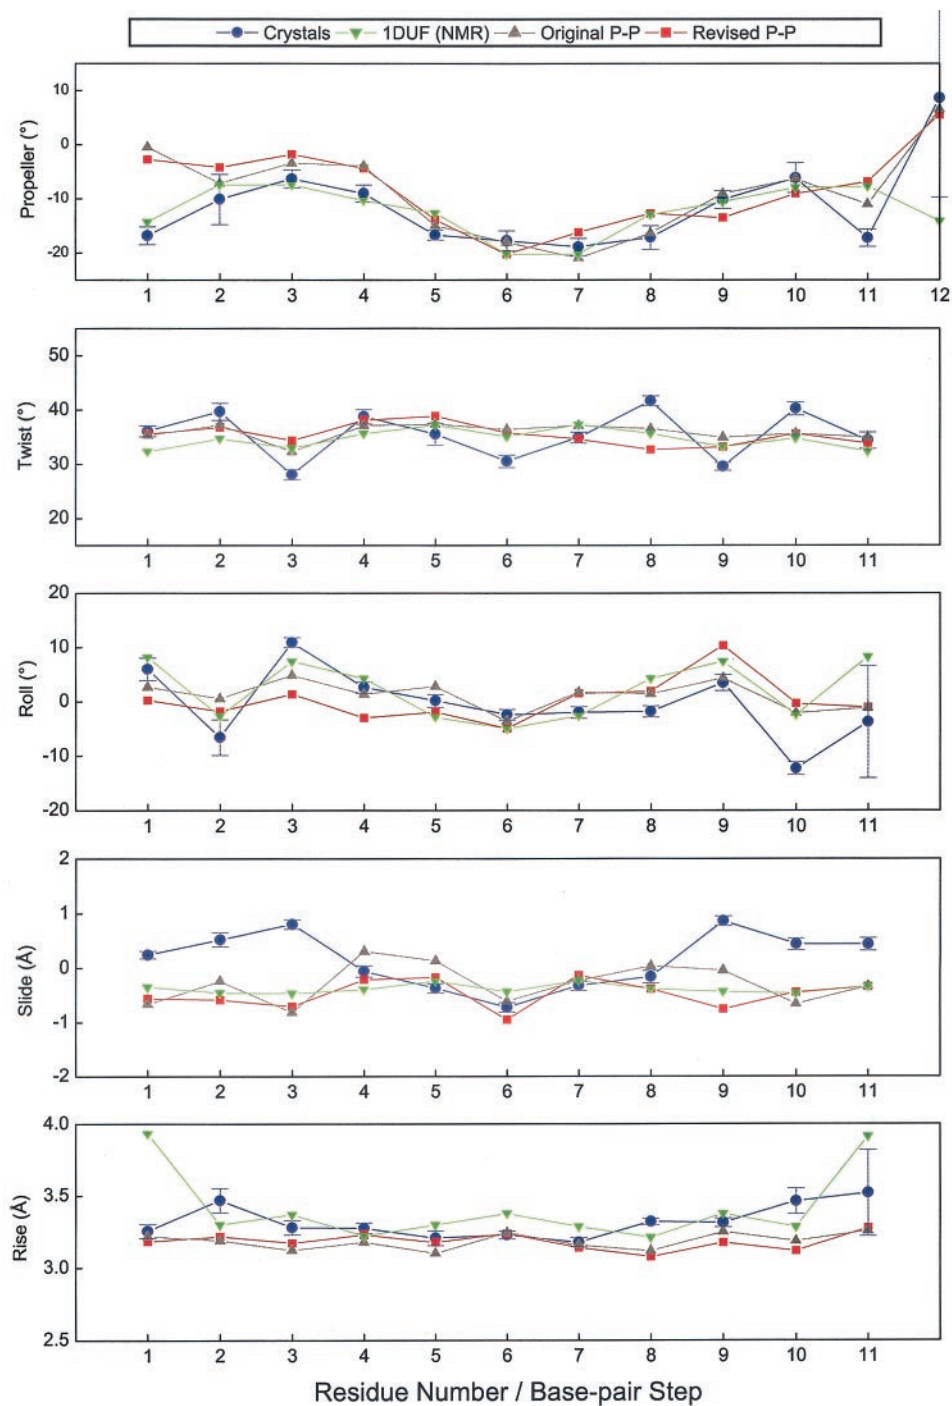 Crystals 1DUF (NMR) Original P-P Revised P-P
Propeller (°)
10
0
-10
-20
1 2 3 4 5 6 7 8 9 10 11 12
Twist (°)
50
40
30
20
1 2 3 4 5 6 7 8 9 10 11
Roll (°)
20
10
0
-10
-20
1 2 3 4 5 6 7 8 9 10 11
Slide (Å)
2
1
0
-1
-2
1 2 3 4 5 6 7 8 9 10 11
Rise (Å)
4.0
3.5
3.0
2.5
1 2 3 4 5 6 7 8 9 10 11
Residue Number / Base-pair Step